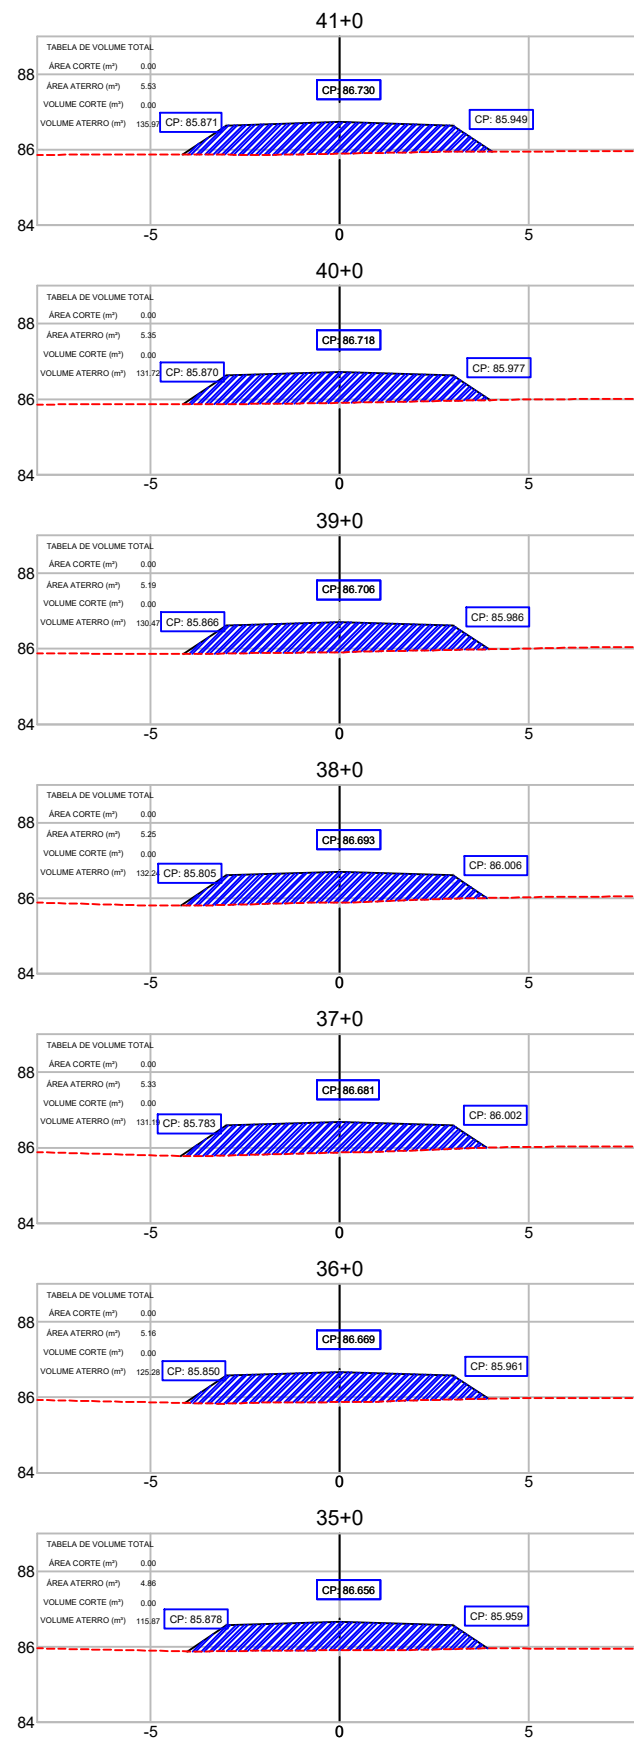 41+0
TABELA DE VOLUME TOTAL
ÁREA CORTE (m²) 0.00
ÁREA ATERRO (m²) 5.53
VOLUME CORTE (m³) 0.00
VOLUME ATERRO (m³) 135.97
CP: 86.730
CP: 85.871
CP: 85.949
88
86
84
-5 0 5
40+0
TABELA DE VOLUME TOTAL
ÁREA CORTE (m²) 0.00
ÁREA ATERRO (m²) 5.35
VOLUME CORTE (m³) 0.00
VOLUME ATERRO (m³) 131.72
CP: 86.718
CP: 85.870
CP: 85.977
88
86
84
-5 0 5
39+0
TABELA DE VOLUME TOTAL
ÁREA CORTE (m²) 0.00
ÁREA ATERRO (m²) 5.19
VOLUME CORTE (m³) 0.00
VOLUME ATERRO (m³) 130.47
CP: 86.706
CP: 85.866
CP: 85.986
88
86
84
-5 0 5
38+0
TABELA DE VOLUME TOTAL
ÁREA CORTE (m²) 0.00
ÁREA ATERRO (m²) 5.25
VOLUME CORTE (m³) 0.00
VOLUME ATERRO (m³) 132.24
CP: 86.693
CP: 85.805
CP: 86.006
88
86
84
-5 0 5
37+0
TABELA DE VOLUME TOTAL
ÁREA CORTE (m²) 0.00
ÁREA ATERRO (m²) 5.33
VOLUME CORTE (m³) 0.00
VOLUME ATERRO (m³) 131.19
CP: 86.681
CP: 85.783
CP: 86.002
88
86
84
-5 0 5
36+0
TABELA DE VOLUME TOTAL
ÁREA CORTE (m²) 0.00
ÁREA ATERRO (m²) 5.16
VOLUME CORTE (m³) 0.00
VOLUME ATERRO (m³) 125.28
CP: 86.669
CP: 85.850
CP: 85.961
88
86
84
-5 0 5
35+0
TABELA DE VOLUME TOTAL
ÁREA CORTE (m²) 0.00
ÁREA ATERRO (m²) 4.86
VOLUME CORTE (m³) 0.00
VOLUME ATERRO (m³) 115.87
CP: 86.656
CP: 85.878
CP: 85.959
88
86
84
-5 0 5